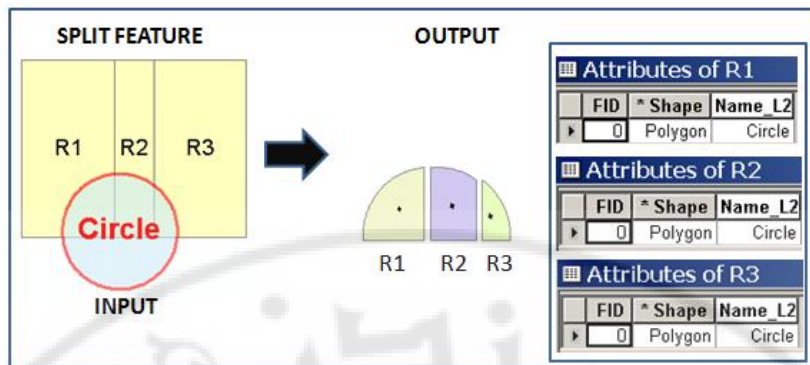 SPLIT FEATURE
R1 R2 R3
Circle
INPUT
OUTPUT
R1 R2 R3
Attributes of R1
FID * Shape Name_L2
0 Polygon Circle
Attributes of R2
FID * Shape Name_L2
0 Polygon Circle
Attributes of R3
FID * Shape Name_L2
0 Polygon Circle